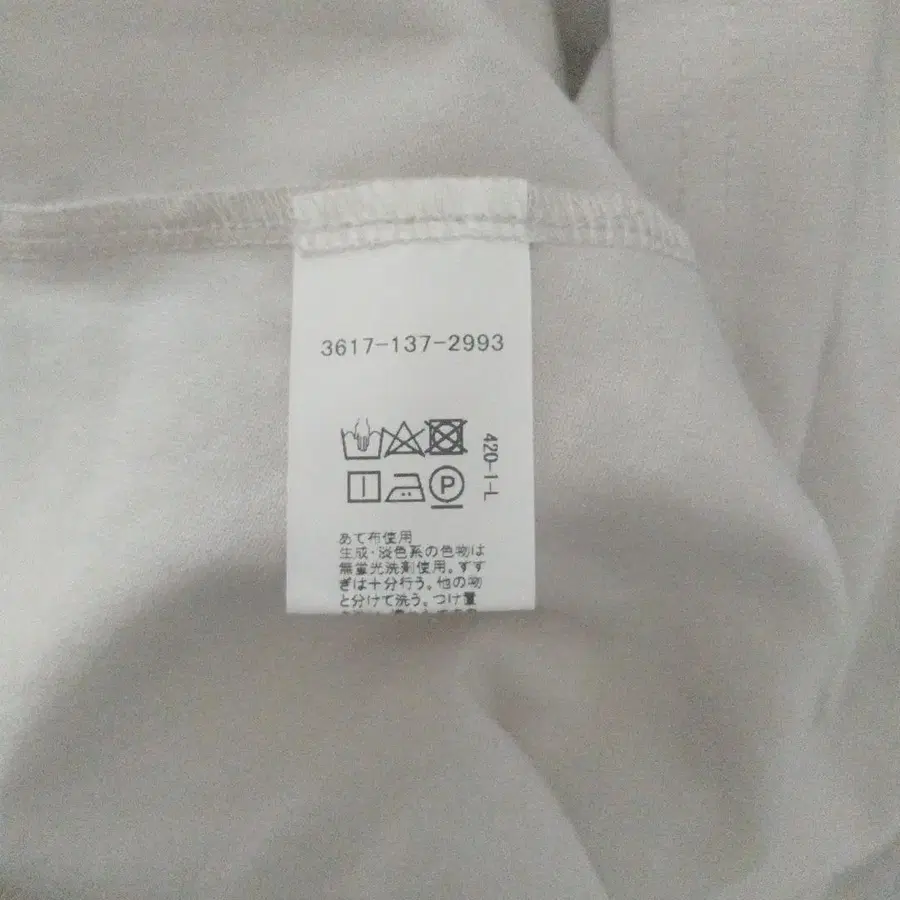 3617-137-2993
420-I-L
P
あて布使用
生成・淡色系の色物は
無蛍光洗剤使用。すす
ぎは十分行う。他の物
と分けて洗う。つけ置